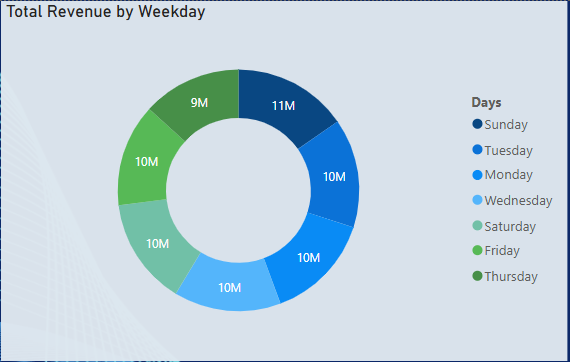 Total Revenue by Weekday
11M
10M
10M
10M
10M
10M
9M
Days
Sunday
Tuesday
Monday
Wednesday
Saturday
Friday
Thursday